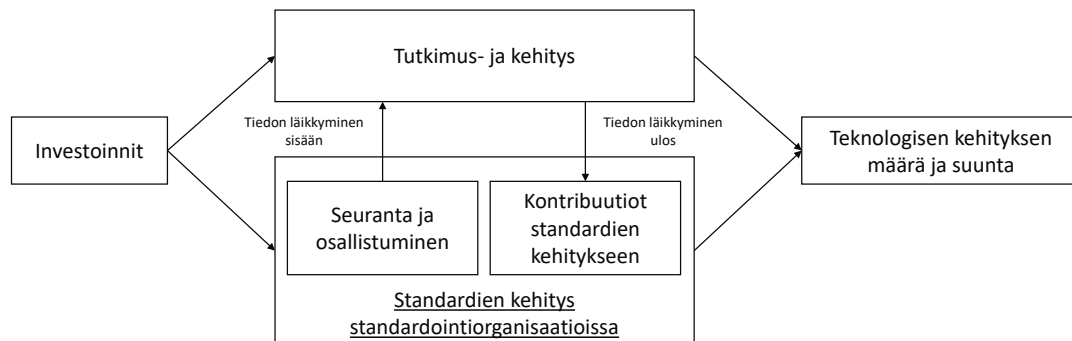 Tutkimus- ja kehitys
Tiedon läikkyminen
sisään
Tiedon läikkyminen
ulos
Investoinnit
Teknologisen kehityksen
määrä ja suunta
Seuranta ja
osallistuminen
Kontribuutiot
standardien
kehitykseen
Standardien kehitys
standardointiorganisaatioissa